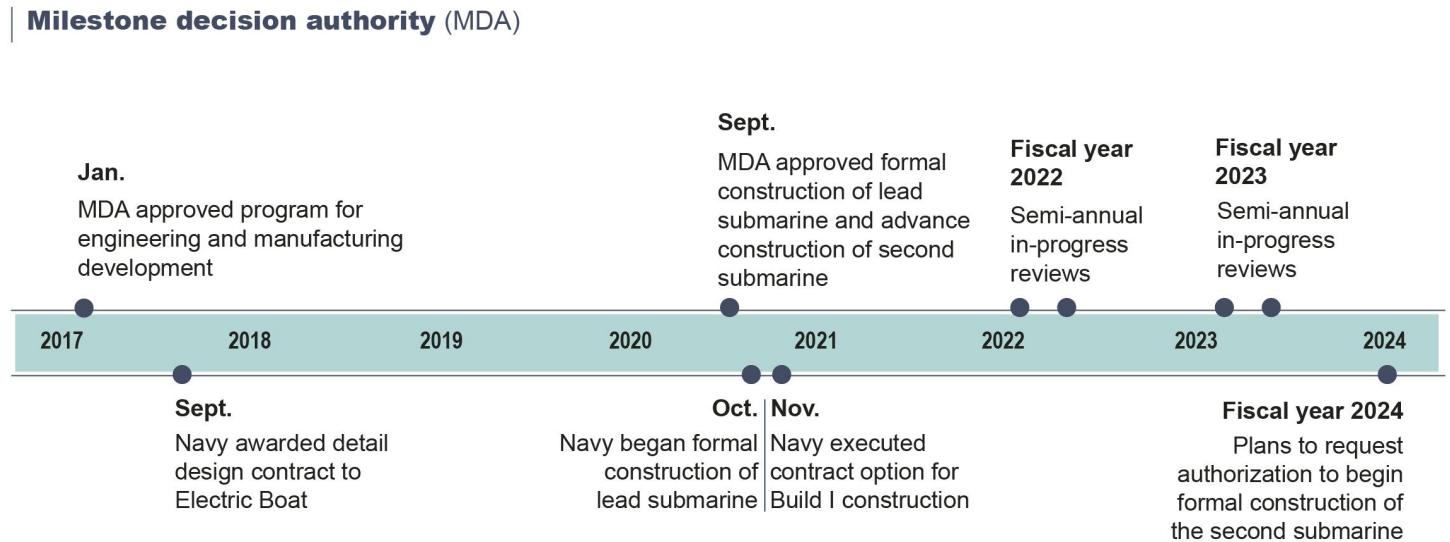 Milestone decision authority (MDA)
Jan.
MDA approved program for
engineering and manufacturing
development
Sept.
MDA approved formal
construction of lead
submarine and advance
construction of second
submarine
Fiscal year
2022
Semi-annual
in-progress
reviews
Fiscal year
2023
Semi-annual
in-progress
reviews
2017 2018 2019 2020 2021 2022 2023 2024
Sept.
Navy awarded detail
design contract to
Electric Boat
Oct.
Navy began formal
construction of
lead submarine
Nov.
Navy executed
contract option for
Build I construction
Fiscal year 2024
Plans to request
authorization to begin
formal construction of
the second submarine